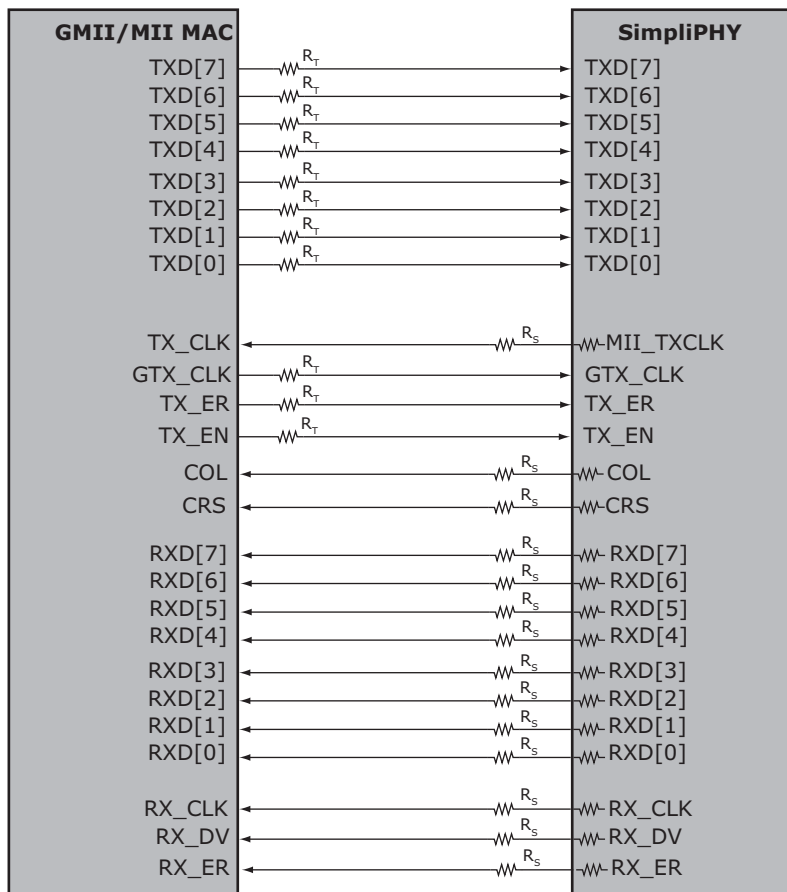 GMII/MII MAC SimpliPHY
TXD[7] R_T TXD[7]
TXD[6] R_T TXD[6]
TXD[5] R_T TXD[5]
TXD[4] R_T TXD[4]
TXD[3] R_T TXD[3]
TXD[2] R_T TXD[2]
TXD[1] R_T TXD[1]
TXD[0] R_T TXD[0]
TX_CLK R_S MII_TXCLK
GTX_CLK R_T GTX_CLK
TX_ER R_T TX_ER
TX_EN R_T TX_EN
COL R_S COL
CRS R_S CRS
RXD[7] R_S RXD[7]
RXD[6] R_S RXD[6]
RXD[5] R_S RXD[5]
RXD[4] R_S RXD[4]
RXD[3] R_S RXD[3]
RXD[2] R_S RXD[2]
RXD[1] R_S RXD[1]
RXD[0] R_S RXD[0]
RX_CLK R_S RX_CLK
RX_DV R_S RX_DV
RX_ER R_S RX_ER